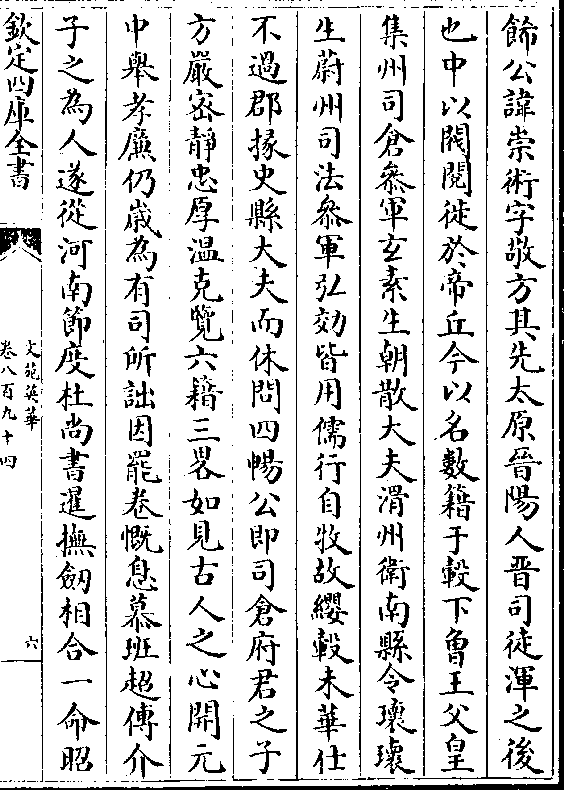 餙公諱崇術字敬方其先太原晉陽人晋司徒渾之後
也中以閥閱徙於帝丘今以名數籍于轂下魯王父皇
集州司倉叅軍玄素生朝散大夫渭州衛南縣令瓌瓌
生蔚州司法叅軍弘効皆用儒行自牧故纓轂未華仕
不過郡掾史縣大夫而休問四暢公即司倉府君之子
方嚴宻靜忠厚温克覽六籍三畧如見古人之心開元
中舉孝㢘仍歲為有司所詘因罷卷慨息慕班超傅介
子之為人遂從河南節度杜尚書暹撫劒相合一命昭
欽定四庫全書
文苑英華
卷八百九十四
六